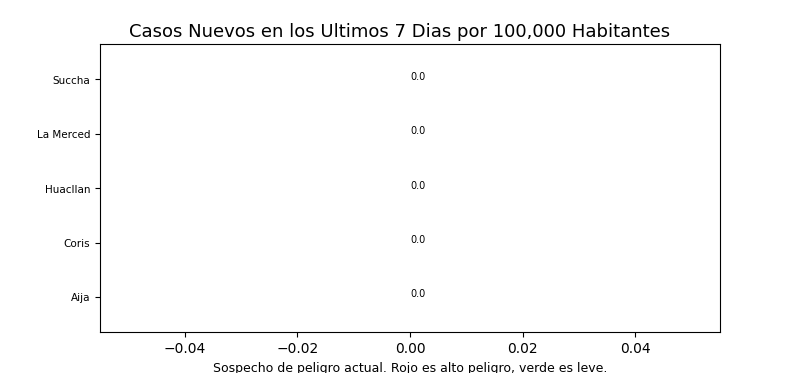 Casos Nuevos en los Ultimos 7 Dias por 100,000 Habitantes
Succha 0.0
La Merced 0.0
Huacllan 0.0
Coris 0.0
Aija 0.0
−0.04 −0.02 0.00 0.02 0.04
Sospecho de peligro actual. Rojo es alto peligro, verde es leve.